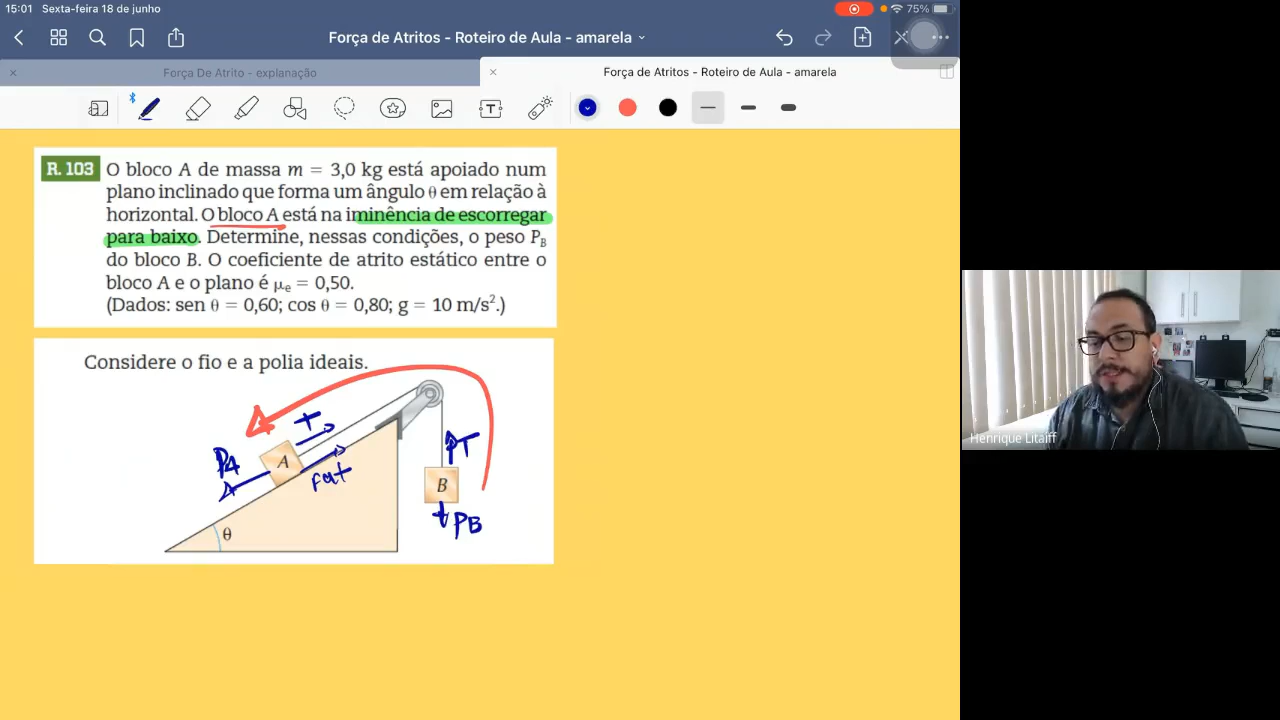 15:01 Sexta-feira 18 de junho
75%
Força de Atritos - Roteiro de Aula - amarela
Força De Atrito - explanação
Força de Atritos - Roteiro de Aula - amarela
R. 103 O bloco A de massa m = 3,0 kg está apoiado num
plano inclinado que forma um ângulo θ em relação à
horizontal. O bloco A está na iminência de escorregar
para baixo. Determine, nessas condições, o peso P_B
do bloco B. O coeficiente de atrito estático entre o
bloco A e o plano é μₑ = 0,50.
(Dados: sen θ = 0,60; cos θ = 0,80; g = 10 m/s².)
Considere o fio e a polia ideais.
T
T
PA
A
Fat
B
PB
θ
Henrique Litaiff